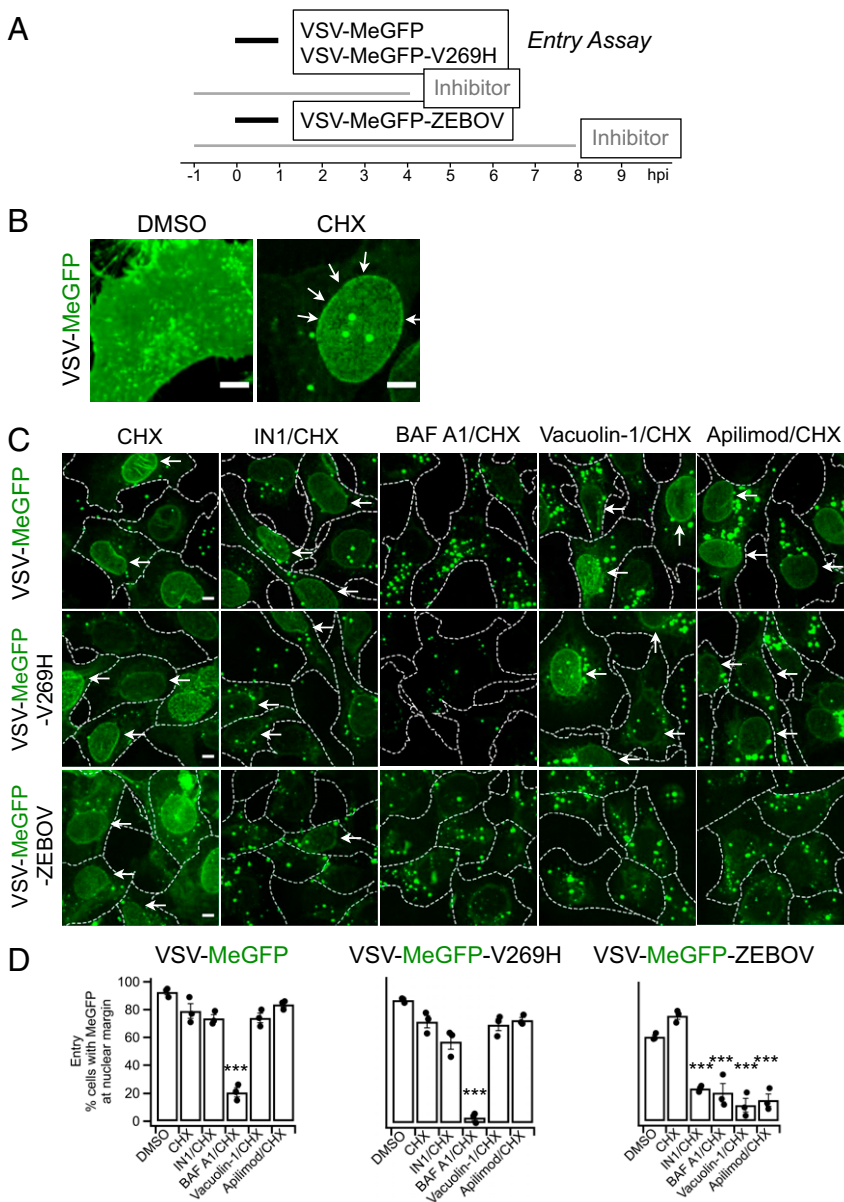 A
VSV-MeGFP
VSV-MeGFP-V269H
Entry Assay
Inhibitor
VSV-MeGFP-ZEBOV
Inhibitor
-1 0 1 2 3 4 5 6 7 8 9 hpi
B
DMSO CHX
VSV-MeGFP
C
CHX IN1/CHX BAF A1/CHX Vacuolin-1/CHX Apilimod/CHX
VSV-MeGFP
VSV-MeGFP
-V269H
VSV-MeGFP
-ZEBOV
D
VSV-MeGFP VSV-MeGFP-V269H VSV-MeGFP-ZEBOV
Entry
% cells with MeGFP
at nuclear margin
100
80
60
40
20
0
***
***
*** *** *** ***
DMSO CHX IN1/CHX BAF A1/CHX Vacuolin-1/CHX Apilimod/CHX
DMSO CHX IN1/CHX BAF A1/CHX Vacuolin-1/CHX Apilimod/CHX
DMSO CHX IN1/CHX BAF A1/CHX Vacuolin-1/CHX Apilimod/CHX